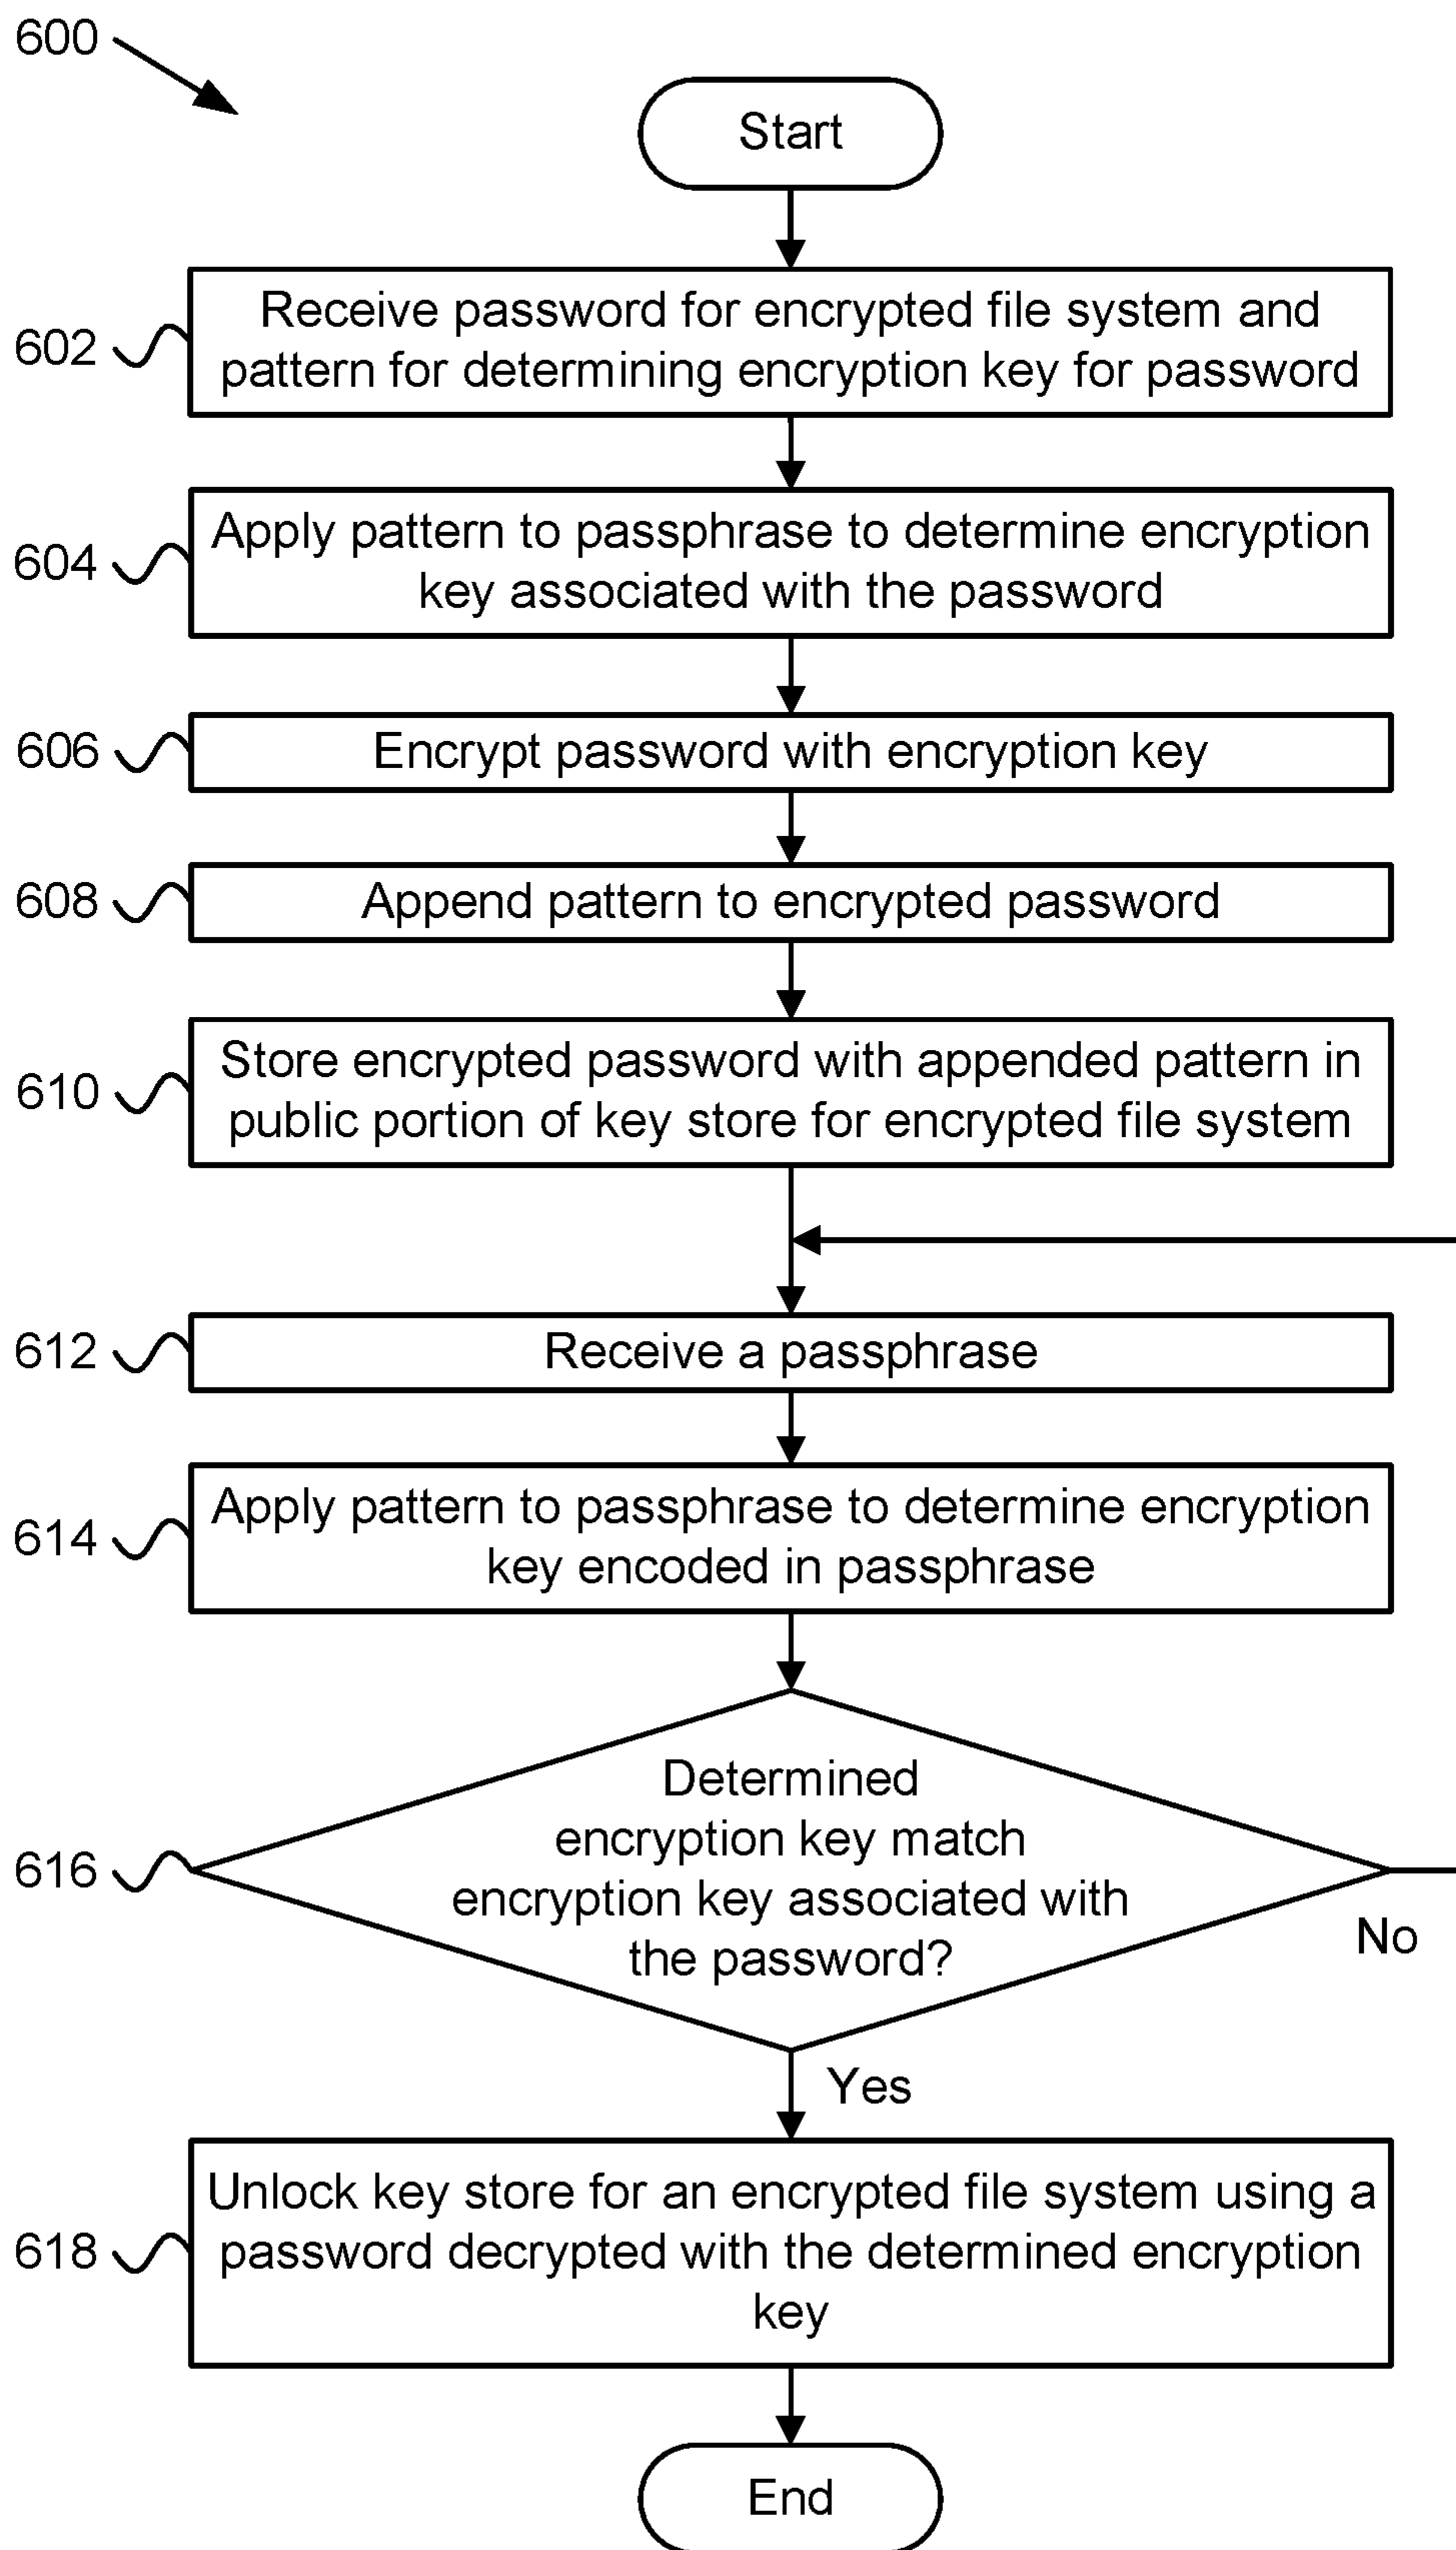 600
Start
602
Receive password for encrypted file system and
pattern for determining encryption key for password
604
Apply pattern to passphrase to determine encryption
key associated with the password
606
Encrypt password with encryption key
608
Append pattern to encrypted password
610
Store encrypted password with appended pattern in
public portion of key store for encrypted file system
612
Receive a passphrase
614
Apply pattern to passphrase to determine encryption
key encoded in passphrase
616
Determined
encryption key match
encryption key associated with
the password?
No
Yes
618
Unlock key store for an encrypted file system using a
password decrypted with the determined encryption
key
End